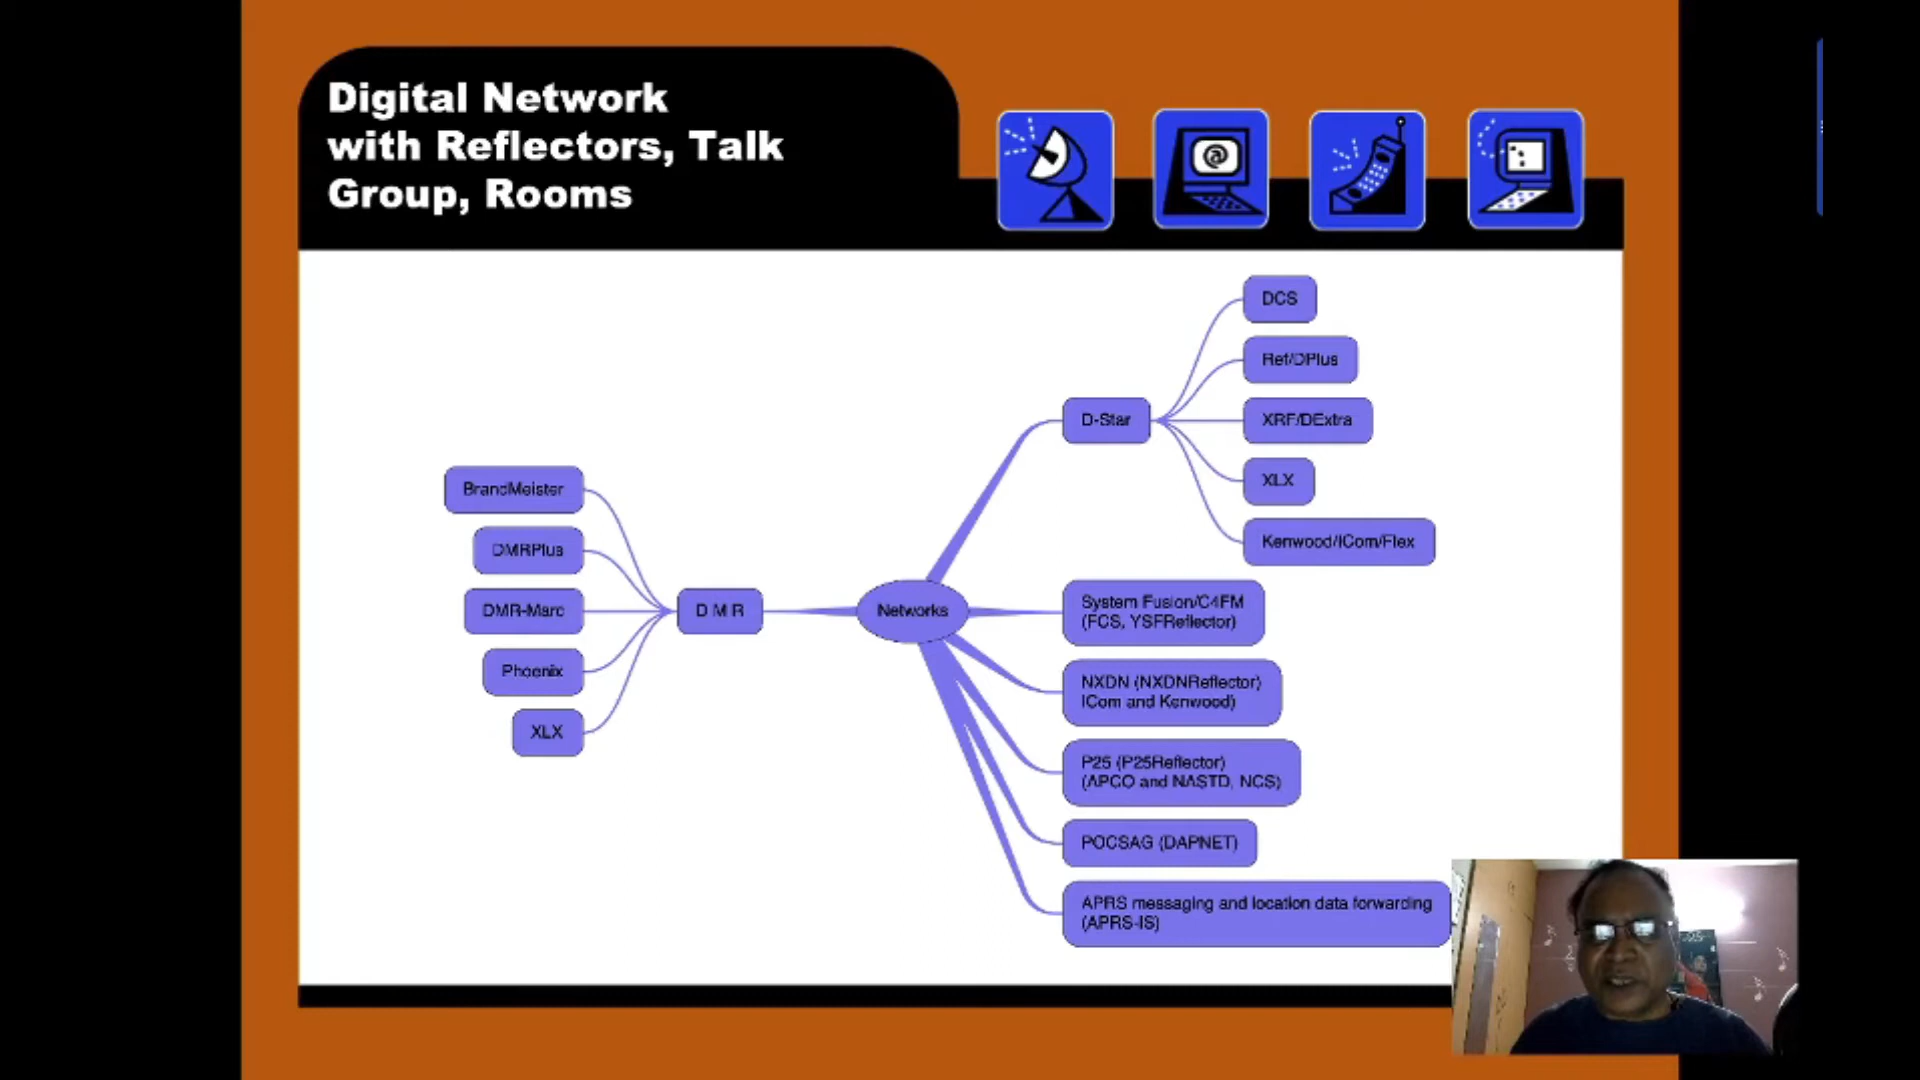 Digital Network
with Reflectors, Talk
Group, Rooms
DCS
Ref/DPlus
D-Star
XRF/DExtra
XLX
Kenwood/ICom/Flex
BrandMeister
DMRPlus
DMR-Marc
Phoenix
XLX
D M R
Networks
System Fusion/C4FM
(FCS, YSFReflector)
NXDN (NXDNReflector)
ICom and Kenwood)
P25 (P25Reflector)
(APCO and NASTD, NCS)
POCSAG (DAPNET)
APRS messaging and location data forwarding
(APRS-IS)